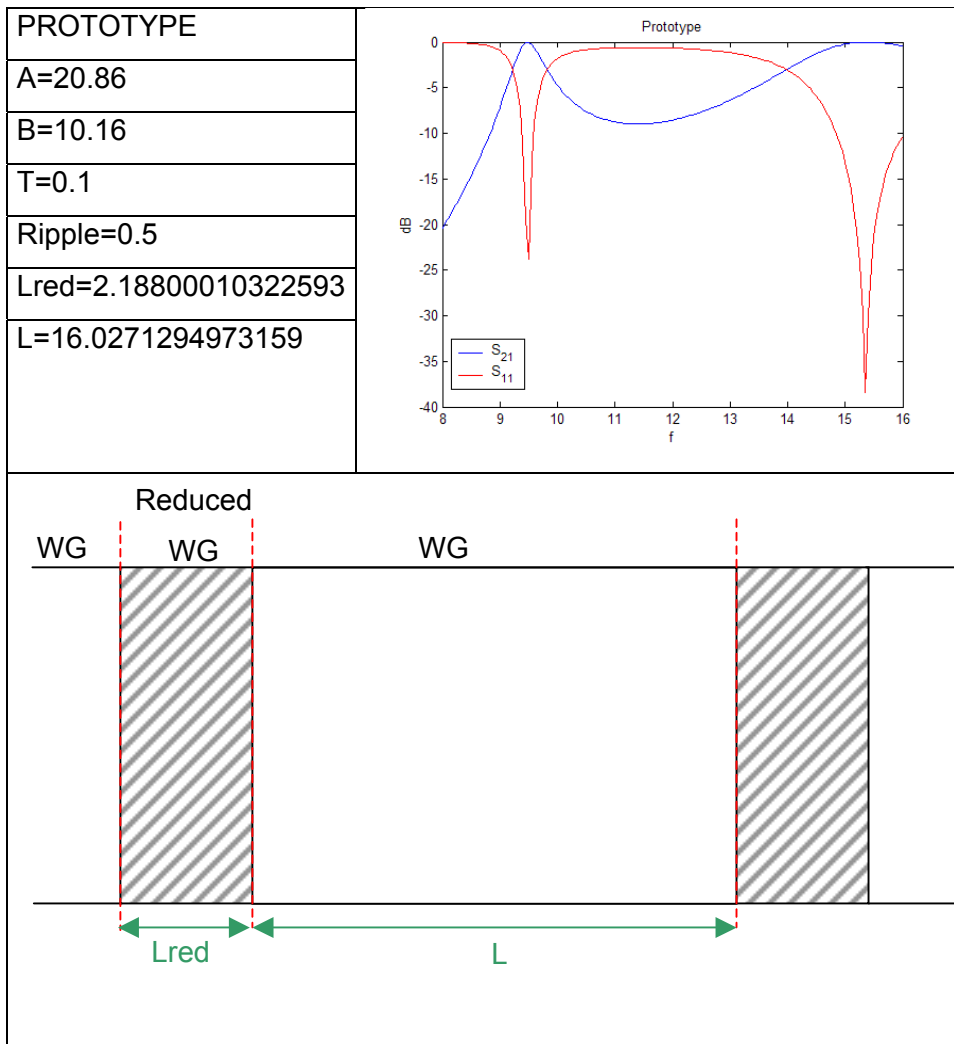 PROTOTYPE
A=20.86
B=10.16
T=0.1
Ripple=0.5
Lred=2.18800010322593
L=16.0271294973159
Prototype
0
-5
-10
-15
-20
-25
-30
-35
-40
dB
S21
S11
8 9 10 11 12 13 14 15 16
f
Reduced
WG WG WG
Lred L